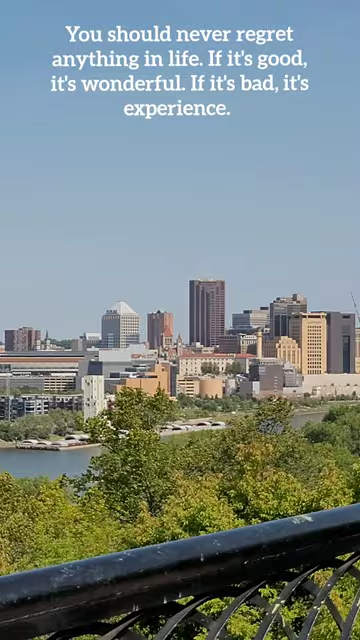 You should never regret
anything in life. If it's good,
it's wonderful. If it's bad, it's
experience.